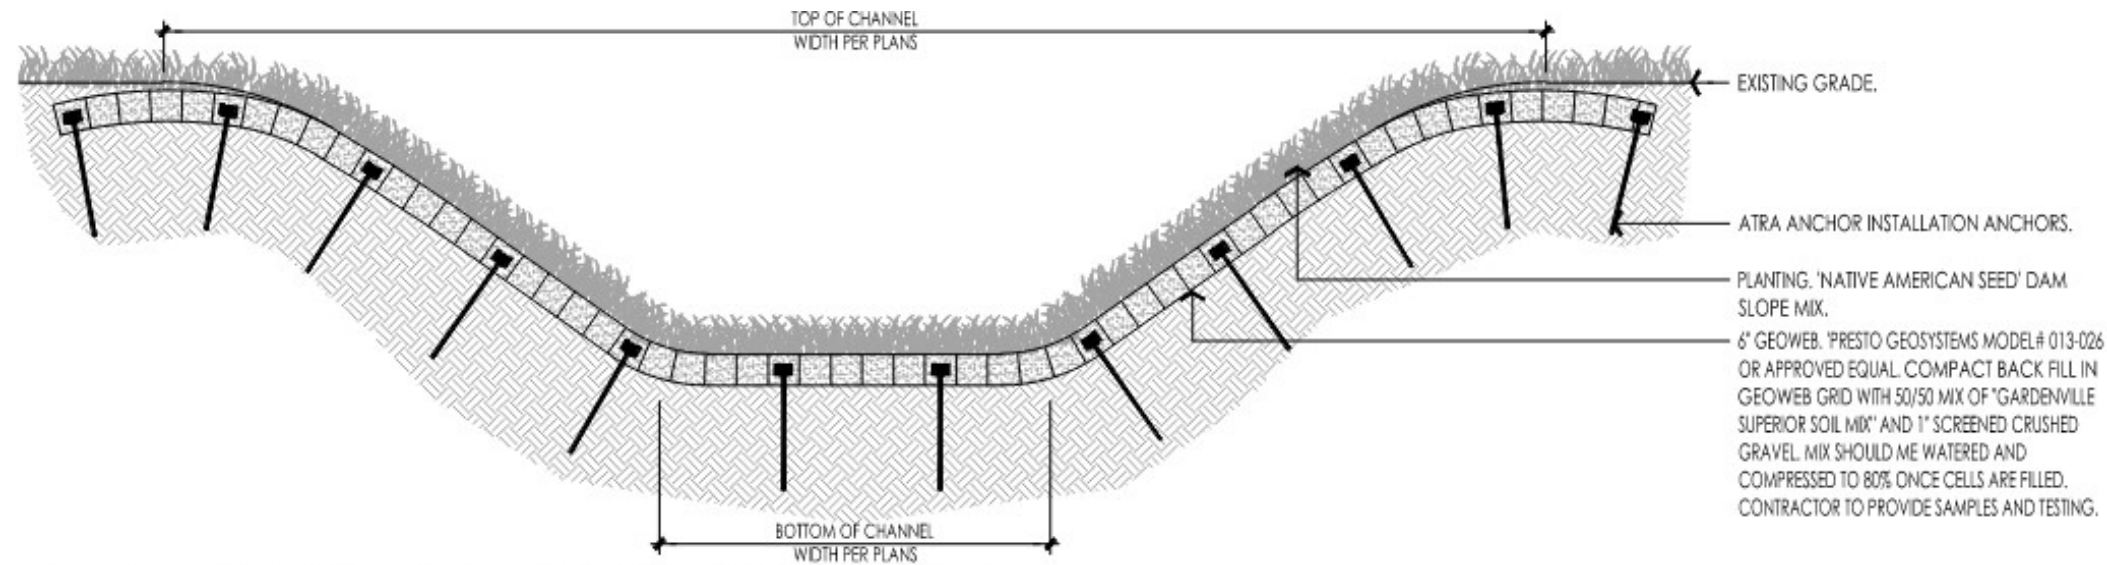 TOP OF CHANNEL
WIDTH PER PLANS
EXISTING GRADE.
ATRA ANCHOR INSTALLATION ANCHORS.
PLANTING. 'NATIVE AMERICAN SEED' DAM
SLOPE MIX.
6" GEOWEB. 'PRESTO GEOSYSTEMS MODEL# 013-026
OR APPROVED EQUAL. COMPACT BACK FILL IN
GEOWEB GRID WITH 50/50 MIX OF "GARDENVILLE
SUPERIOR SOIL MIX" AND 1" SCREENED CRUSHED
GRAVEL. MIX SHOULD ME WATERED AND
COMPRESSED TO 80% ONCE CELLS ARE FILLED.
CONTRACTOR TO PROVIDE SAMPLES AND TESTING.
BOTTOM OF CHANNEL
WIDTH PER PLANS